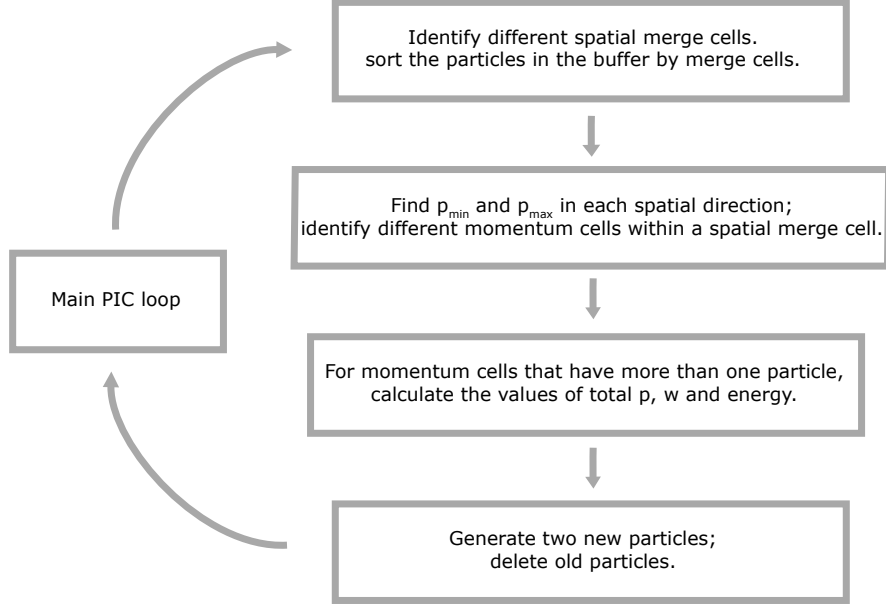 Identify different spatial merge cells.
sort the particles in the buffer by merge cells.
Find pmin and pmax in each spatial direction;
identify different momentum cells within a spatial merge cell.
Main PIC loop
For momentum cells that have more than one particle,
calculate the values of total p, w and energy.
Generate two new particles;
delete old particles.